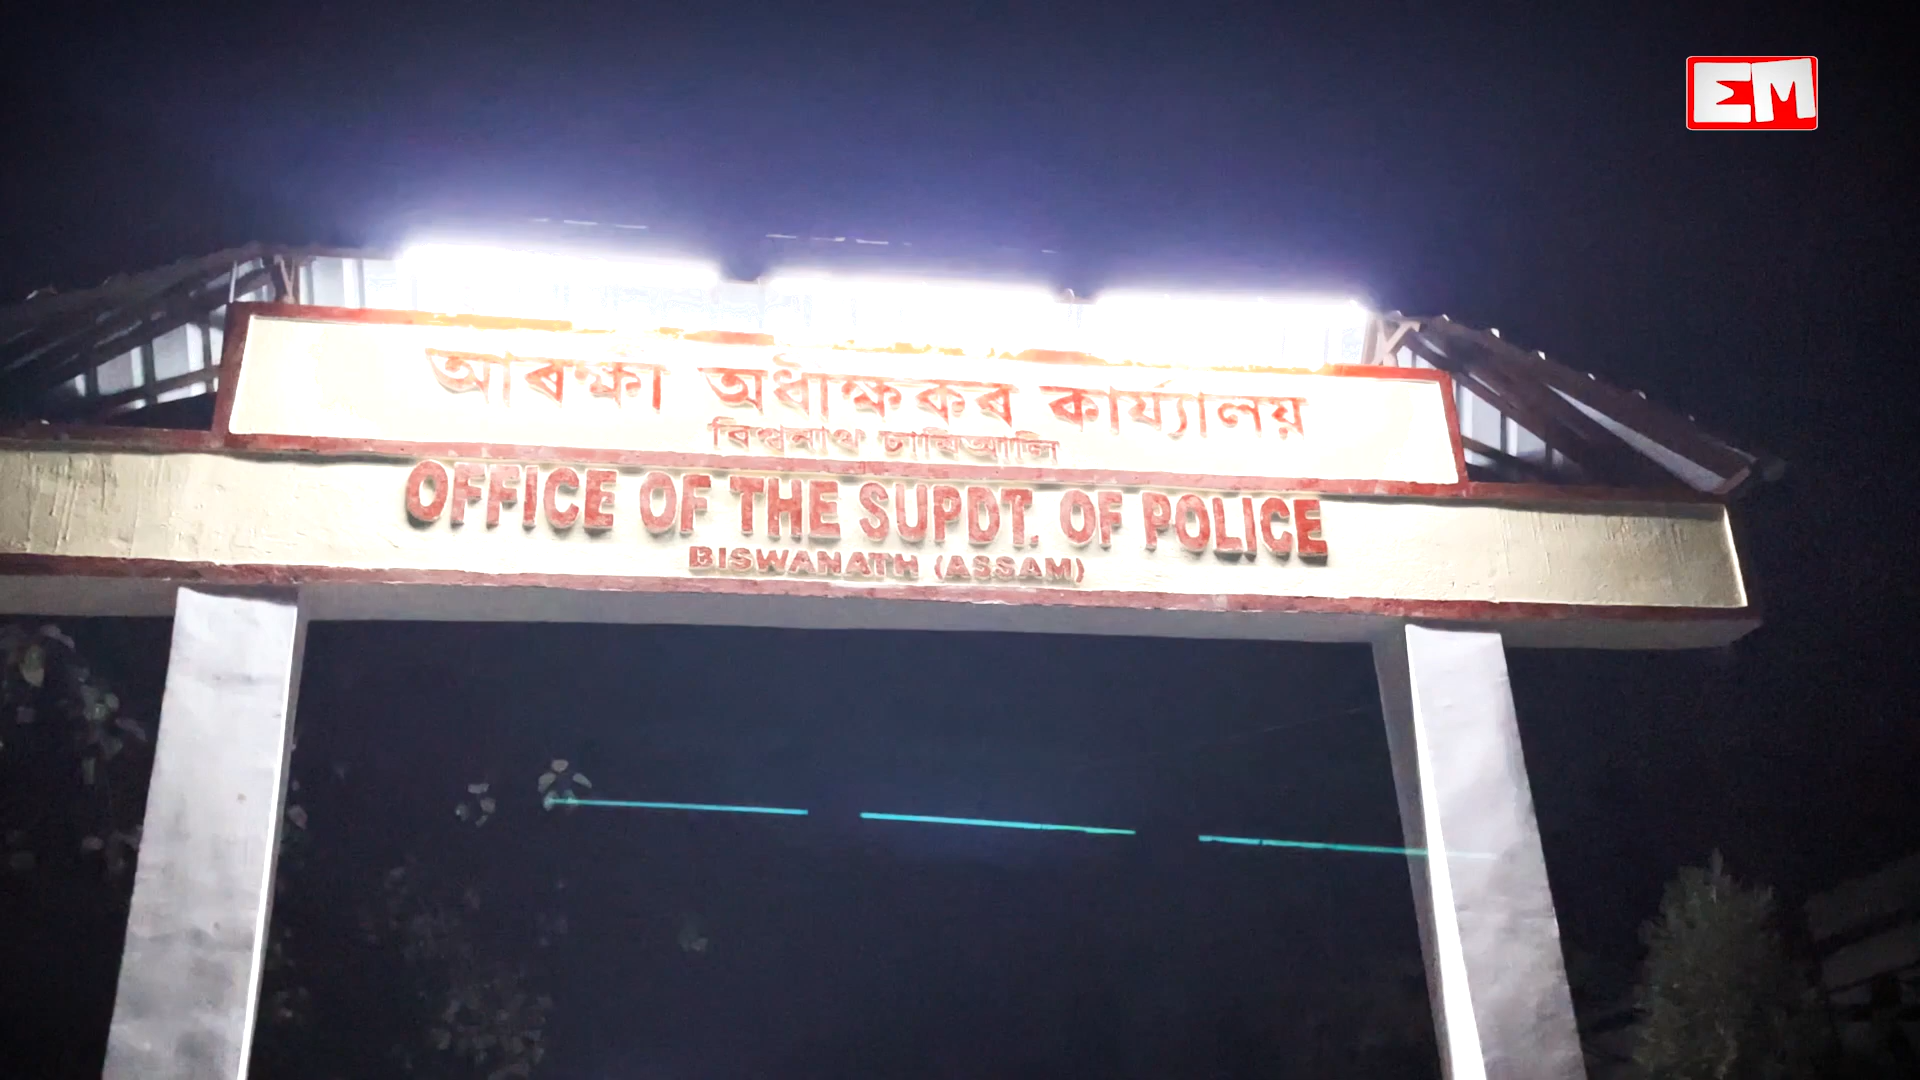 EM
আৰক্ষী অধীক্ষকৰ কাৰ্য্যালয়
বিশ্বনাথ চাৰিআলি
OFFICE OF THE SUPDT. OF POLICE
BISWANATH (ASSAM)